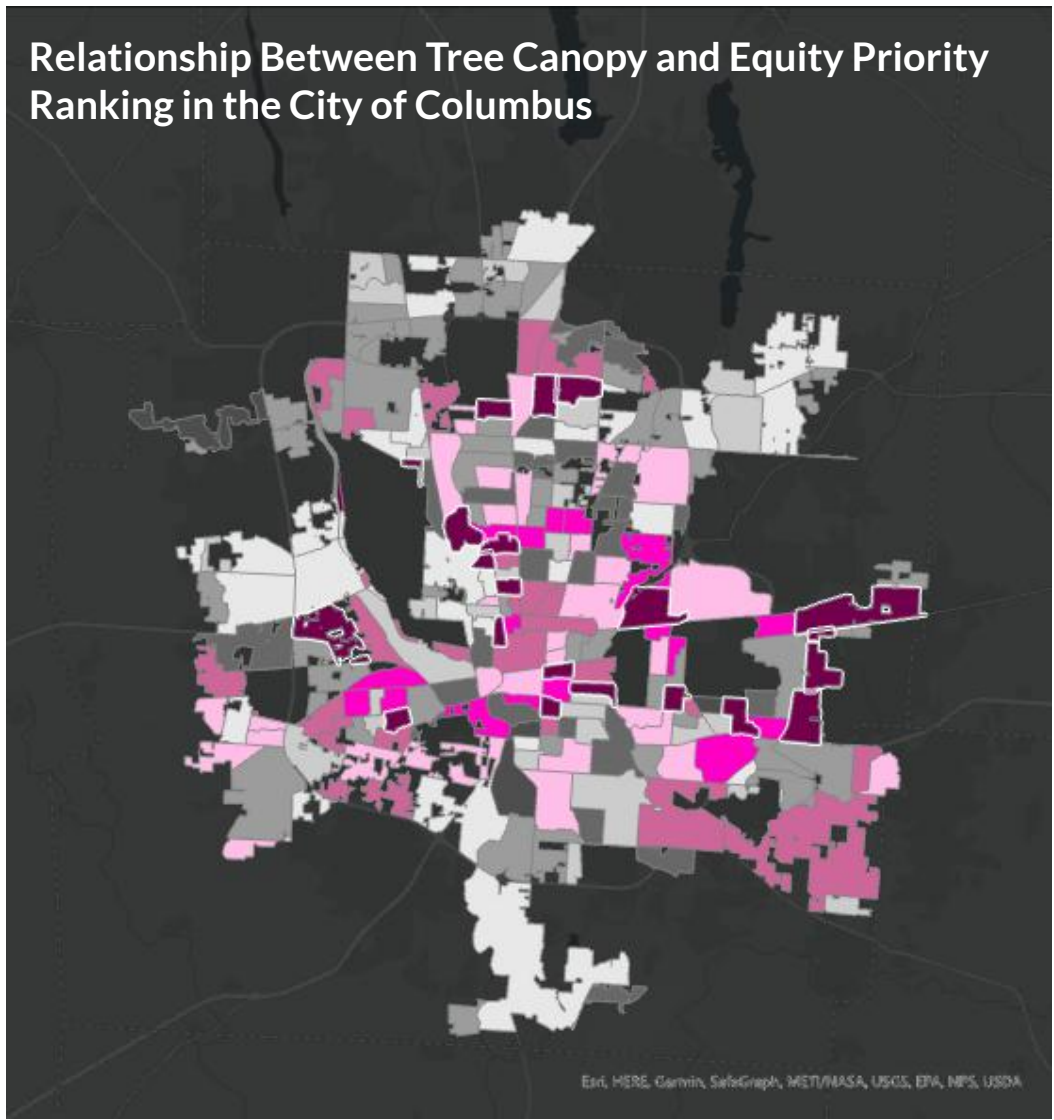 Relationship Between Tree Canopy and Equity Priority
Ranking in the City of Columbus
Esri, HERE, Garmin, SafeGraph, METI/NASA, USGS, EPA, NPS, USDA